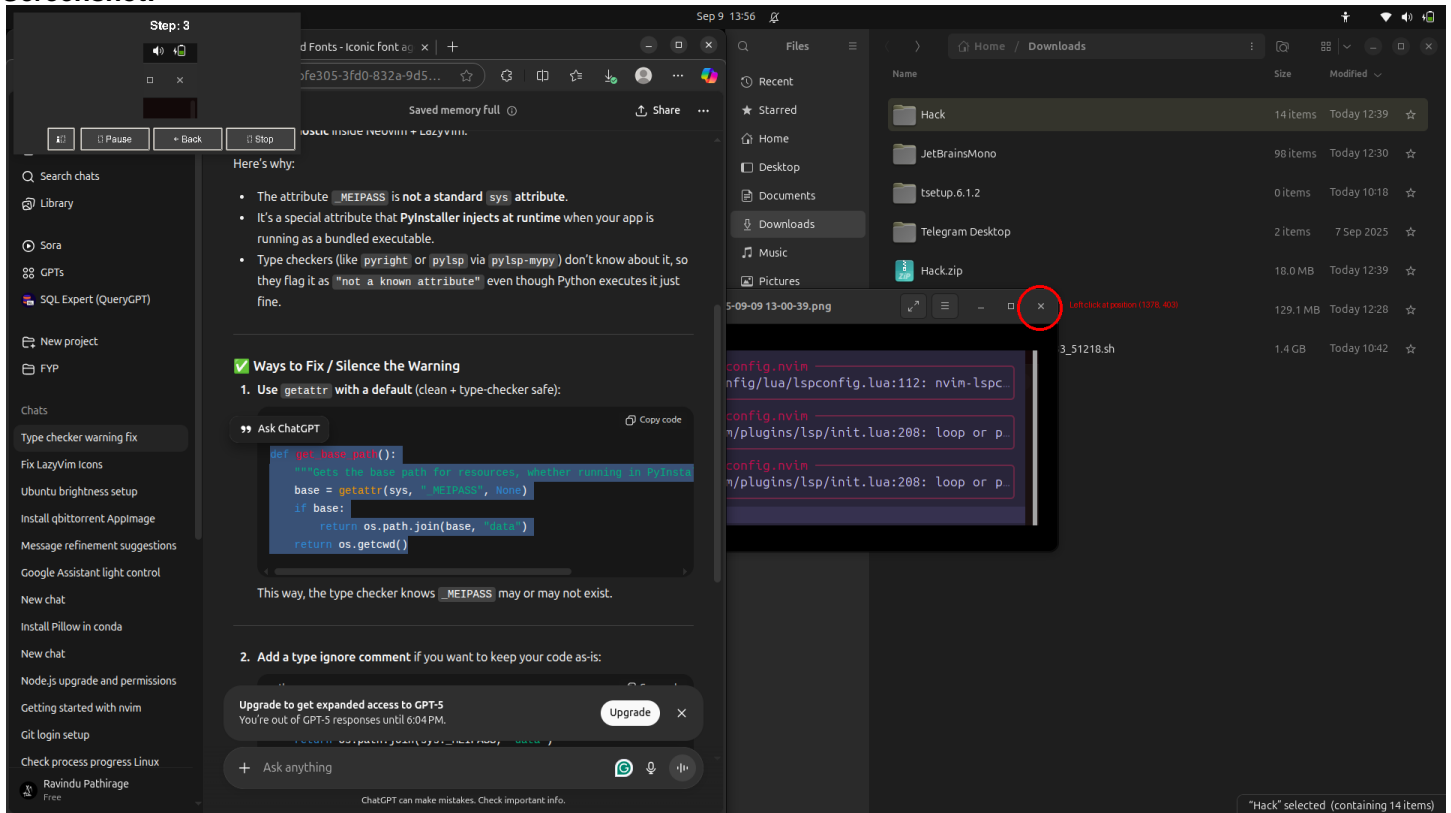 Step: 3
Pause
Back
Stop
Sep 9 13:56
d Fonts - Iconic font ag
ofe305-3fd0-832a-9d5...
Saved memory full
Share
Search chats
Library
Sora
GPTs
SQL Expert (QueryGPT)
New project
FYP
Chats
Type checker warning fix
Fix LazyVim Icons
Ubuntu brightness setup
Install qbittorrent AppImage
Message refinement suggestions
Google Assistant light control
New chat
Install Pillow in conda
New chat
Node.js upgrade and permissions
Getting started with nvim
Git login setup
Check process progress Linux
Ravindu Pathirage
Free
inside Neovim + LazyVim.
Here's why:
• The attribute _MEIPASS is not a standard sys attribute.
• It's a special attribute that PyInstaller injects at runtime when your app is
running as a bundled executable.
• Type checkers (like pyright or pylsp via pylsp-mypy) don't know about it, so
they flag it as "not a known attribute" even though Python executes it just
fine.
✅ Ways to Fix / Silence the Warning
1. Use getattr with a default (clean + type-checker safe):
Ask ChatGPT
Copy code
def get_base_path():
"""Gets the base path for resources, whether running in PyInsta
base = getattr(sys, "_MEIPASS", None)
if base:
return os.path.join(base, "data")
return os.getcwd()
This way, the type checker knows _MEIPASS may or may not exist.
2. Add a type ignore comment if you want to keep your code as-is:
Upgrade to get expanded access to GPT-5
You're out of GPT-5 responses until 6:04 PM.
Upgrade
Ask anything
ChatGPT can make mistakes. Check important info.
Files
Recent
Starred
Home
Desktop
Documents
Downloads
Music
Pictures
Home / Downloads
Name Size Modified
Hack 14 items Today 12:39
JetBrainsMono 98 items Today 12:30
tsetup.6.1.2 0 items Today 10:18
Telegram Desktop 2 items 7 Sep 2025
Hack.zip 18.0 MB Today 12:39
129.1 MB Today 12:28
3_51218.sh 1.4 GB Today 10:42
5-09-09 13-00-39.png
Left click at position (1378, 403)
config.nvim
nfig/lua/lspconfig.lua:112: nvim-lspc…
config.nvim
m/plugins/lsp/init.lua:208: loop or p…
config.nvim
m/plugins/lsp/init.lua:208: loop or p…
"Hack" selected (containing 14 items)